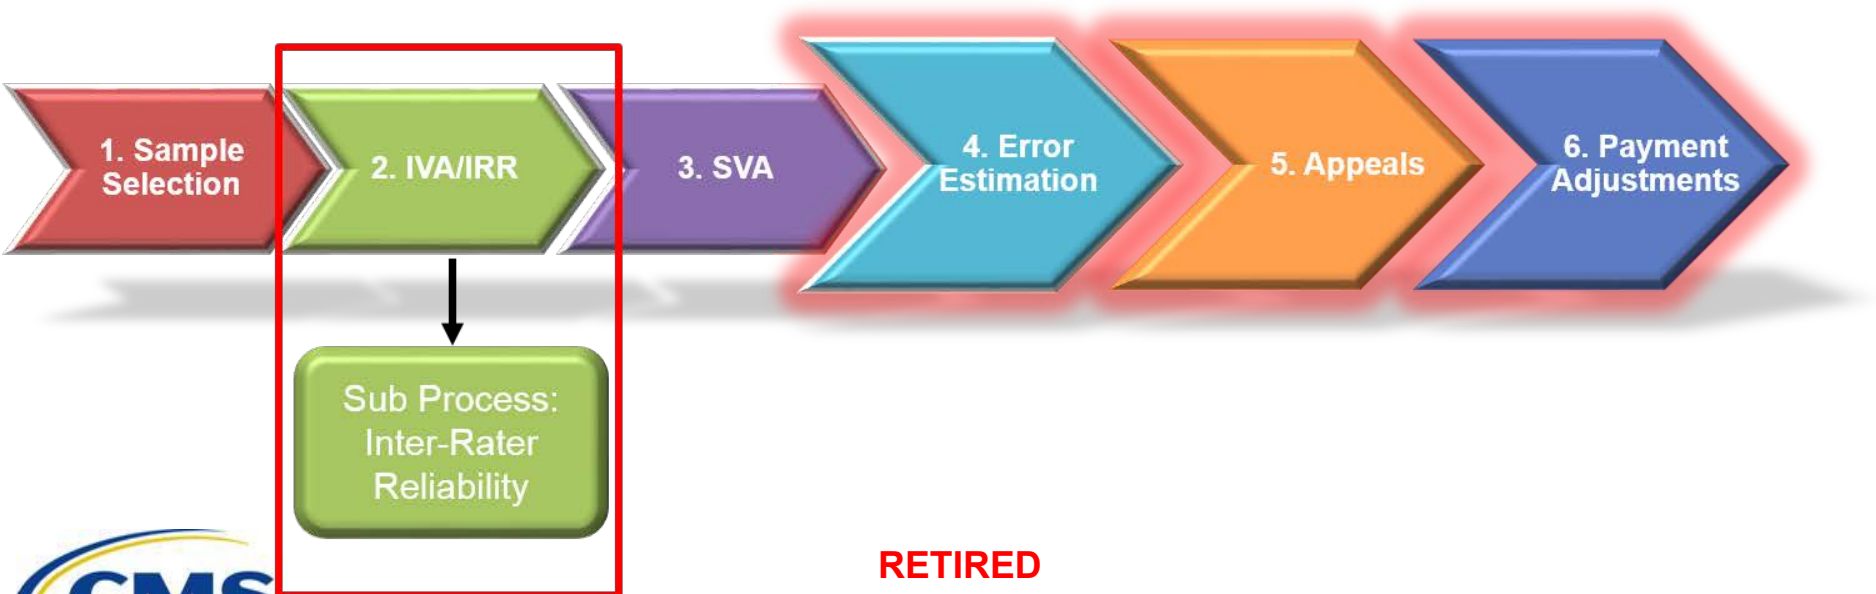 1. Sample
Selection
2. IVA/IRR
3. SVA
4. Error
Estimation
5. Appeals
6. Payment
Adjustments
Sub Process:
Inter-Rater
Reliability
RETIRED
CMS